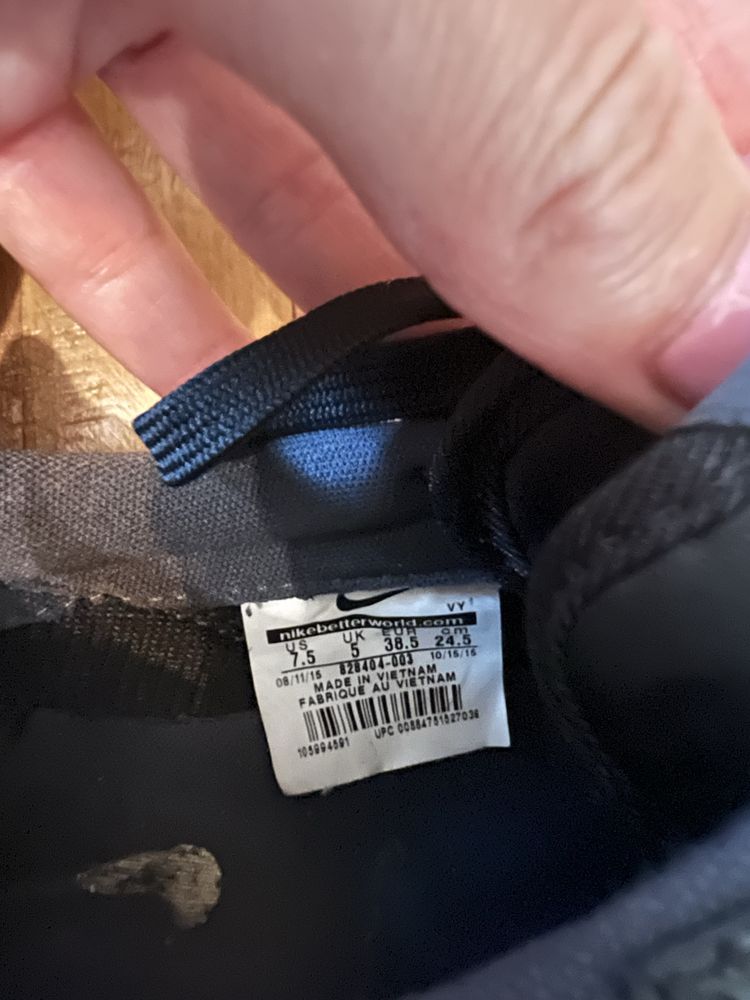 VY
nikebetterworld.com
US UK EUR cm
7.5 5 38.5 24.5
08/11/15 828404-003 10/15/15
MADE IN VIETNAM
FABRIQUE AU VIETNAM
105994591 UPC 00884751827038